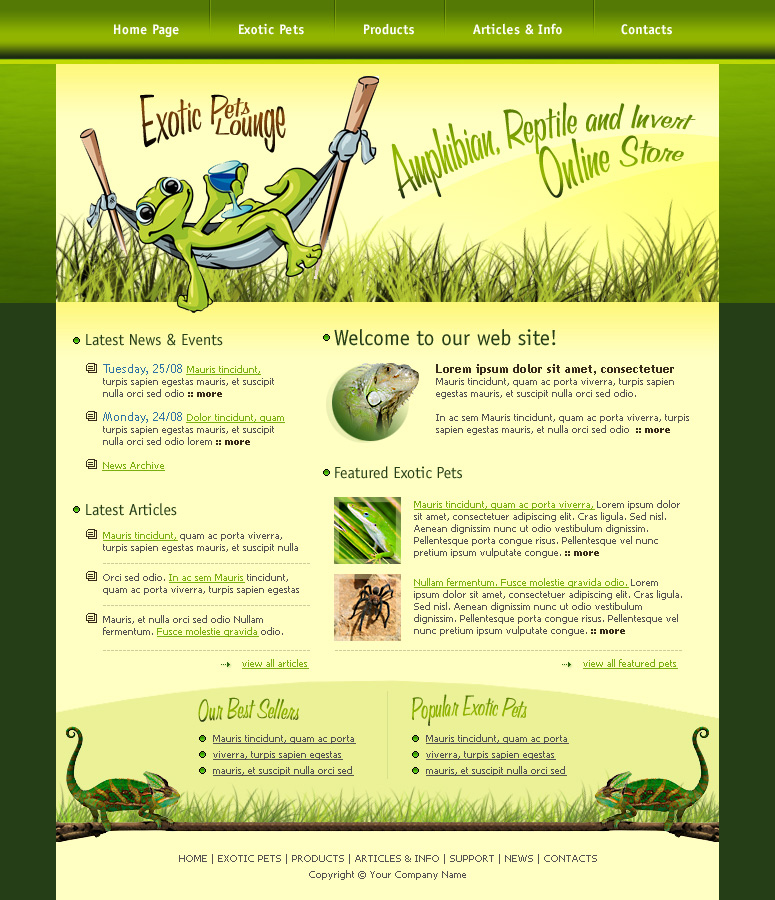 Home Page
Exotic Pets
Products
Articles & Info
Contacts
Exotic Pets
Lounge
Amphibian, Reptile and Invert
Online Store
Latest News & Events
Tuesday, 25/08 Mauris tincidunt,
turpis sapien egestas mauris, et suscipit
nulla orci sed odio :: more
Monday, 24/08 Dolor tincidunt, quam
turpis sapien egestas mauris, et suscipit
nulla orci sed odio lorem :: more
News Archive
Latest Articles
Mauris tincidunt, quam ac porta viverra,
turpis sapien egestas mauris, et suscipit nulla
Orci sed odio. In ac sem Mauris tincidunt,
quam ac porta viverra, turpis sapien egestas
Mauris, et nulla orci sed odio Nullam
fermentum. Fusce molestie gravida odio.
view all articles
Welcome to our web site!
Lorem ipsum dolor sit amet, consectetuer
Mauris tincidunt, quam ac porta viverra, turpis sapien
egestas mauris, et suscipit nulla orci sed odio.
In ac sem Mauris tincidunt, quam ac porta viverra, turpis
sapien egestas mauris, et nulla orci sed odio :: more
Featured Exotic Pets
Mauris tincidunt, quam ac porta viverra, Lorem ipsum dolor
sit amet, consectetuer adipiscing elit. Cras ligula. Sed nisl.
Aenean dignissim nunc ut odio vestibulum dignissim.
Pellentesque porta congue risus. Pellentesque vel nunc
pretium ipsum vulputate congue. :: more
Nullam fermentum. Fusce molestie gravida odio. Lorem
ipsum dolor sit amet, consectetuer adipiscing elit. Cras ligula.
Sed nisl. Aenean dignissim nunc ut odio vestibulum
dignissim. Pellentesque porta congue risus. Pellentesque vel
nunc pretium ipsum vulputate congue. :: more
view all featured pets
Our Best Sellers
Mauris tincidunt, quam ac porta
viverra, turpis sapien egestas
mauris, et suscipit nulla orci sed
Popular Exotic Pets
Mauris tincidunt, quam ac porta
viverra, turpis sapien egestas
mauris, et suscipit nulla orci sed
HOME | EXOTIC PETS | PRODUCTS | ARTICLES & INFO | SUPPORT | NEWS | CONTACTS
Copyright © Your Company Name